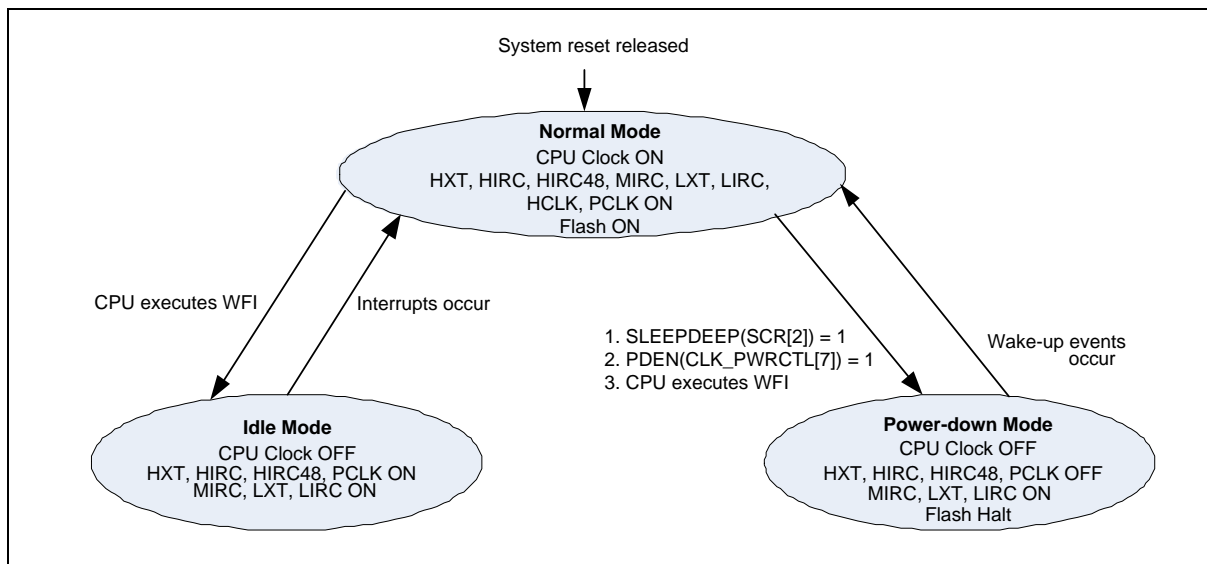 System reset released
Normal Mode
CPU Clock ON
HXT, HIRC, HIRC48, MIRC, LXT, LIRC,
HCLK, PCLK ON
Flash ON
CPU executes WFI
Interrupts occur
1. SLEEPDEEP(SCR[2]) = 1
2. PDEN(CLK_PWRCTL[7]) = 1
3. CPU executes WFI
Wake-up events
occur
Idle Mode
CPU Clock OFF
HXT, HIRC, HIRC48, PCLK ON
MIRC, LXT, LIRC ON
Power-down Mode
CPU Clock OFF
HXT, HIRC, HIRC48, PCLK OFF
MIRC, LXT, LIRC ON
Flash Halt